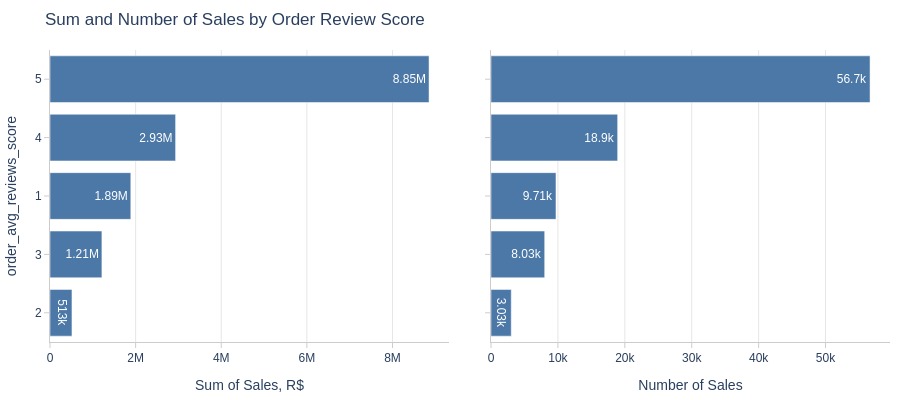 Sum and Number of Sales by Order Review Score
order_avg_reviews_score
5
8.85M
4
2.93M
1
1.89M
3
1.21M
2
513k
0
2M
4M
6M
8M
Sum of Sales, R$
56.7k
18.9k
9.71k
8.03k
3.03k
0
10k
20k
30k
40k
50k
Number of Sales